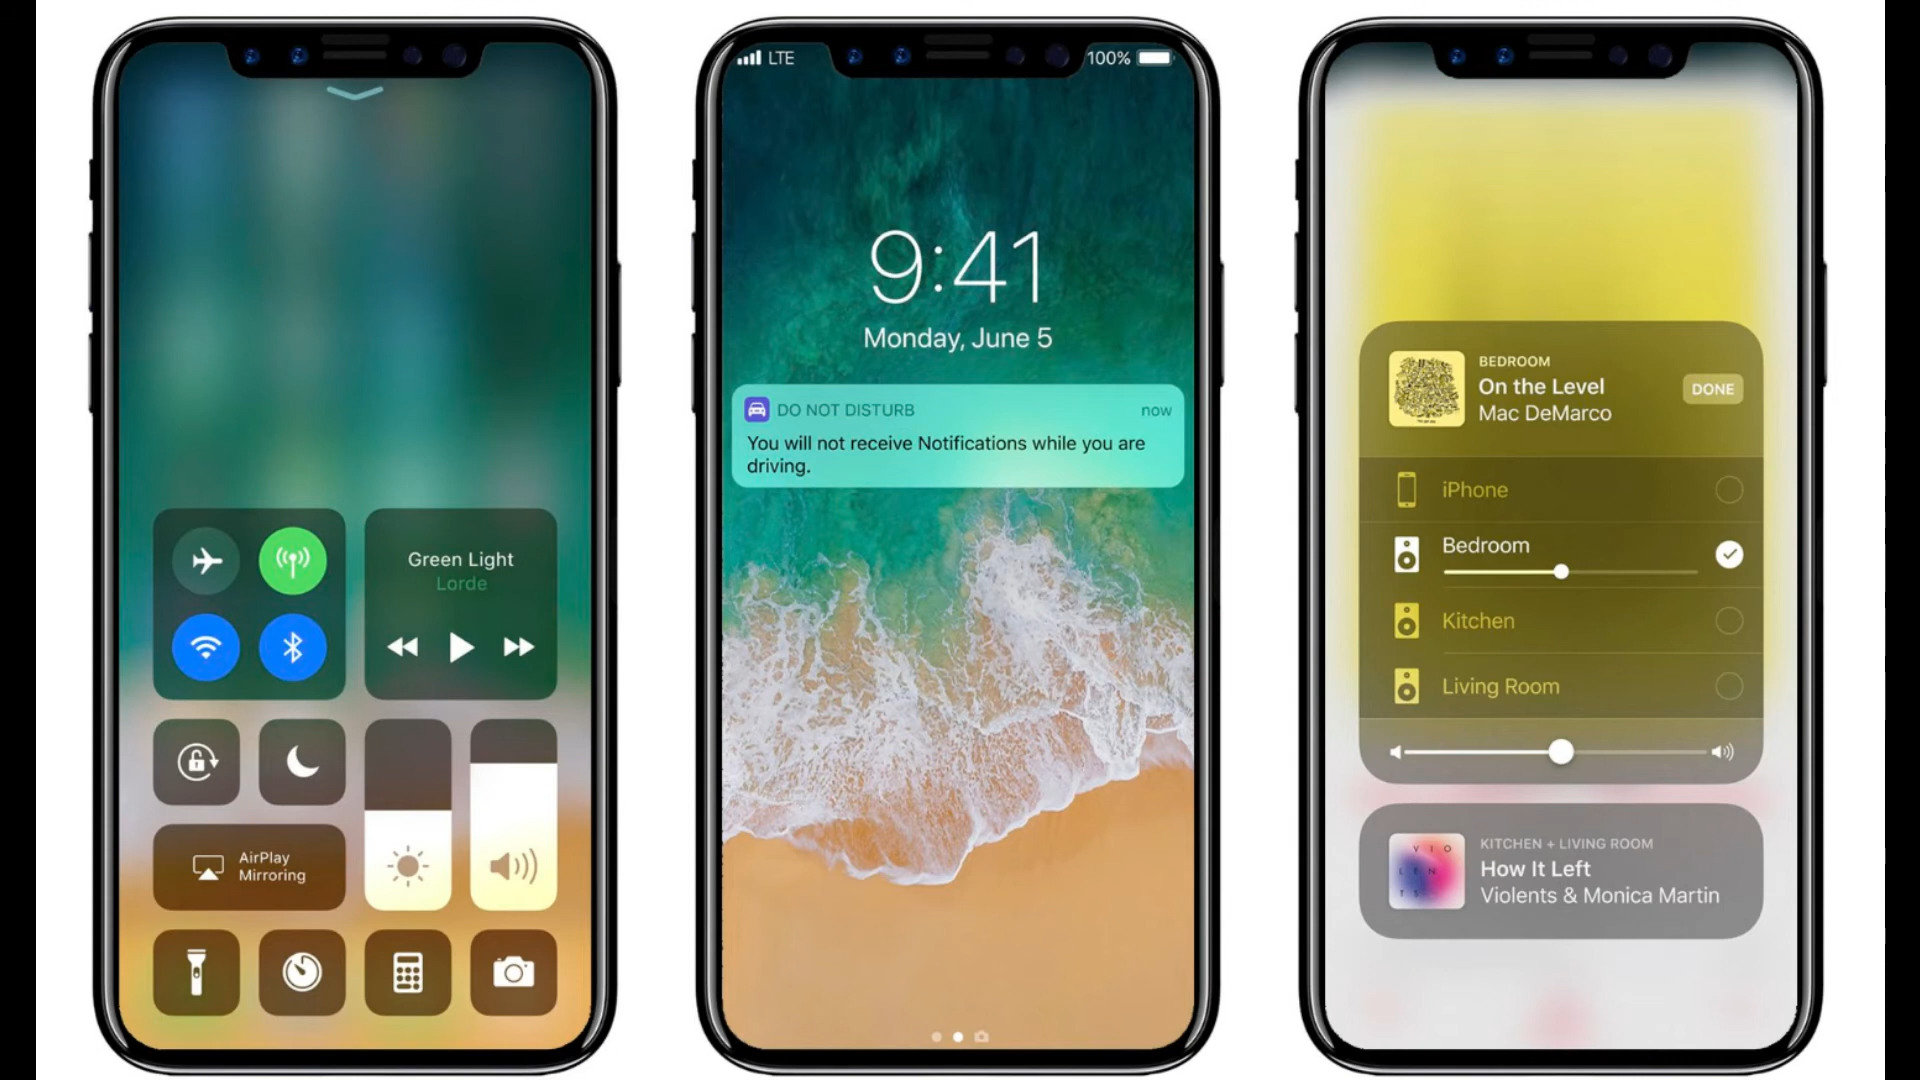 Green Light
Lorde
AirPlay
Mirroring
LTE
100%
9:41
Monday, June 5
DO NOT DISTURB
now
You will not receive Notifications while you are
driving.
BEDROOM
On the Level
Mac DeMarco
DONE
iPhone
Bedroom
Kitchen
Living Room
V I O
L E N
T S
KITCHEN + LIVING ROOM
How It Left
Violents & Monica Martin